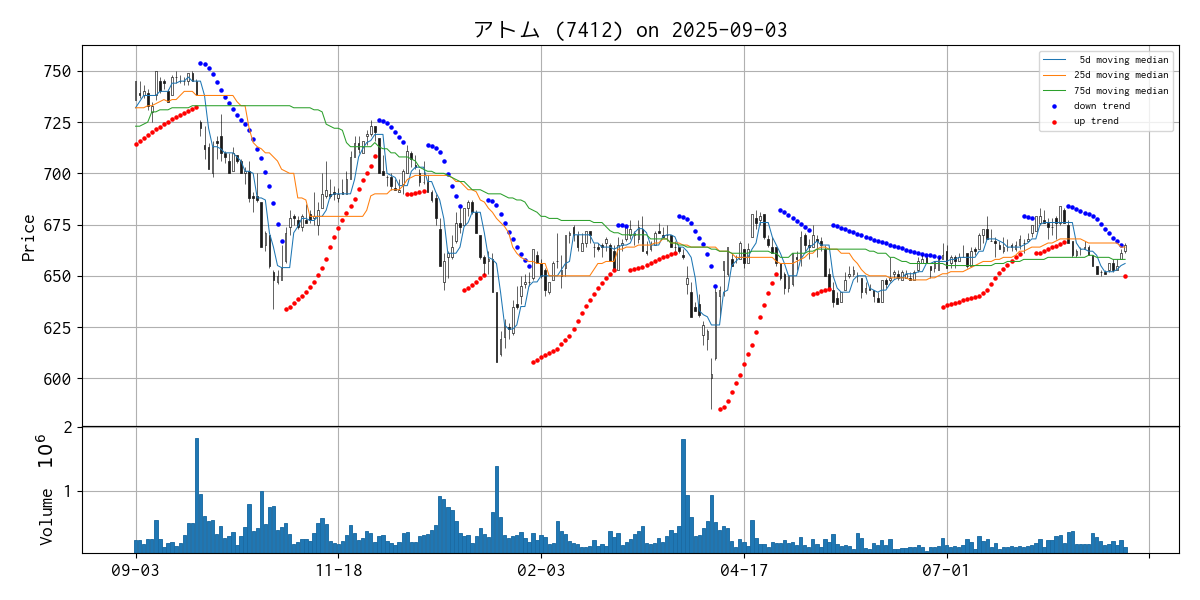 アトム (7412) on 2025-09-03
5d moving median
25d moving median
75d moving median
down trend
up trend
Price
750
725
700
675
650
625
600
Volume 10^6
2
1
09-03 11-18 02-03 04-17 07-01